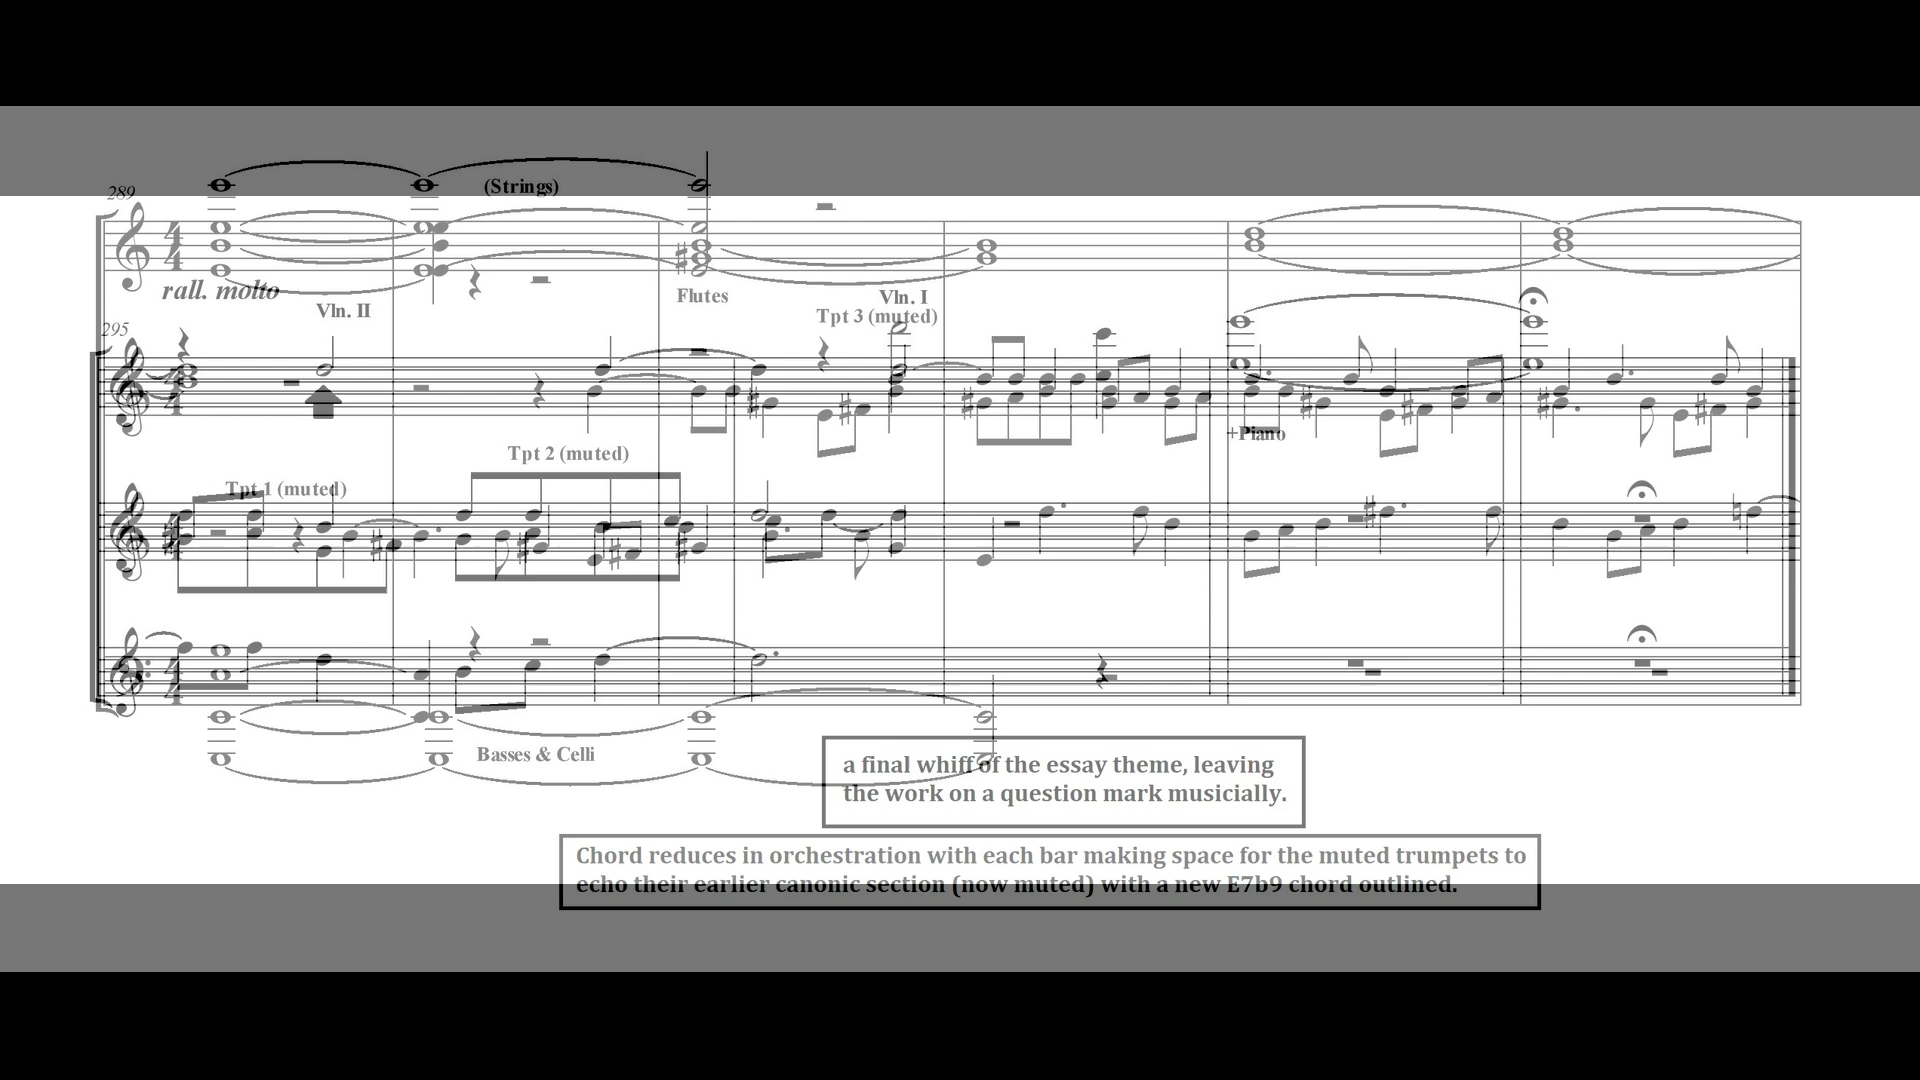 289
(Strings)
rall. molto
Vln. II
Flutes
Vln. I
Tpt 3 (muted)
295
+Piano
Tpt 2 (muted)
Tpt 1 (muted)
Basses & Celli
a final whiff of the essay theme, leaving
the work on a question mark musicially.
Chord reduces in orchestration with each bar making space for the muted trumpets to
echo their earlier canonic section (now muted) with a new E7b9 chord outlined.